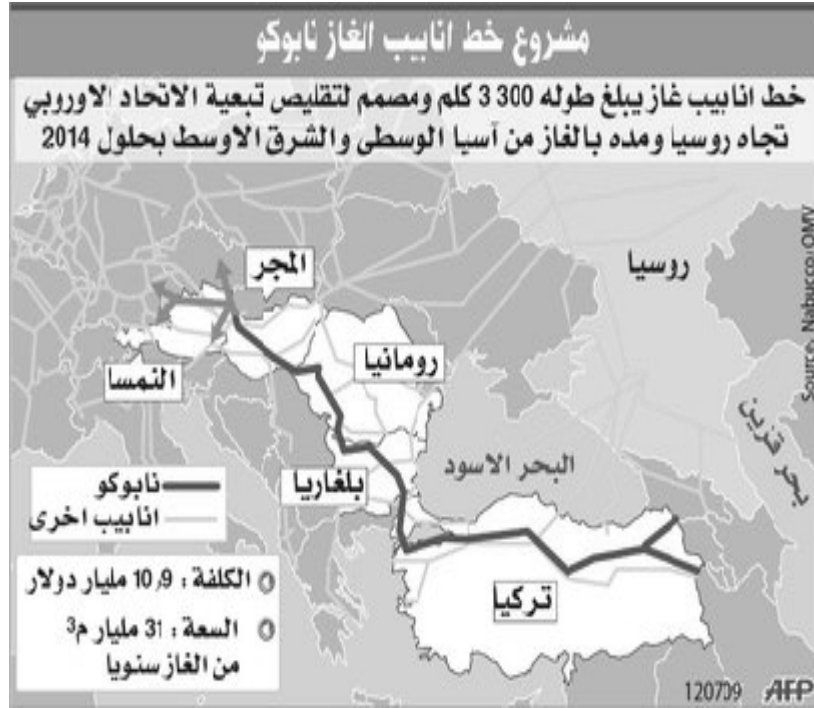 مشروع خط انابيب الغاز نابوكو
خط انابيب غاز يبلغ طوله 300 3 كلم ومصمم لتقليص تبعية الاتحاد الاوروبي
تجاه روسيا ومده بالغاز من آسيا الوسطى والشرق الاوسط بحلول 2014
Source: Nabucco/OMV
روسيا
المجر
رومانيا
النمسا
بحر قزوين
البحر الاسود
بلغاريا
نابوكو
انابيب اخرى
تركيا
الكلفة : 10,9 مليار دولار
السعة : 31 مليار م³
من الغاز سنويا
120709 AFP